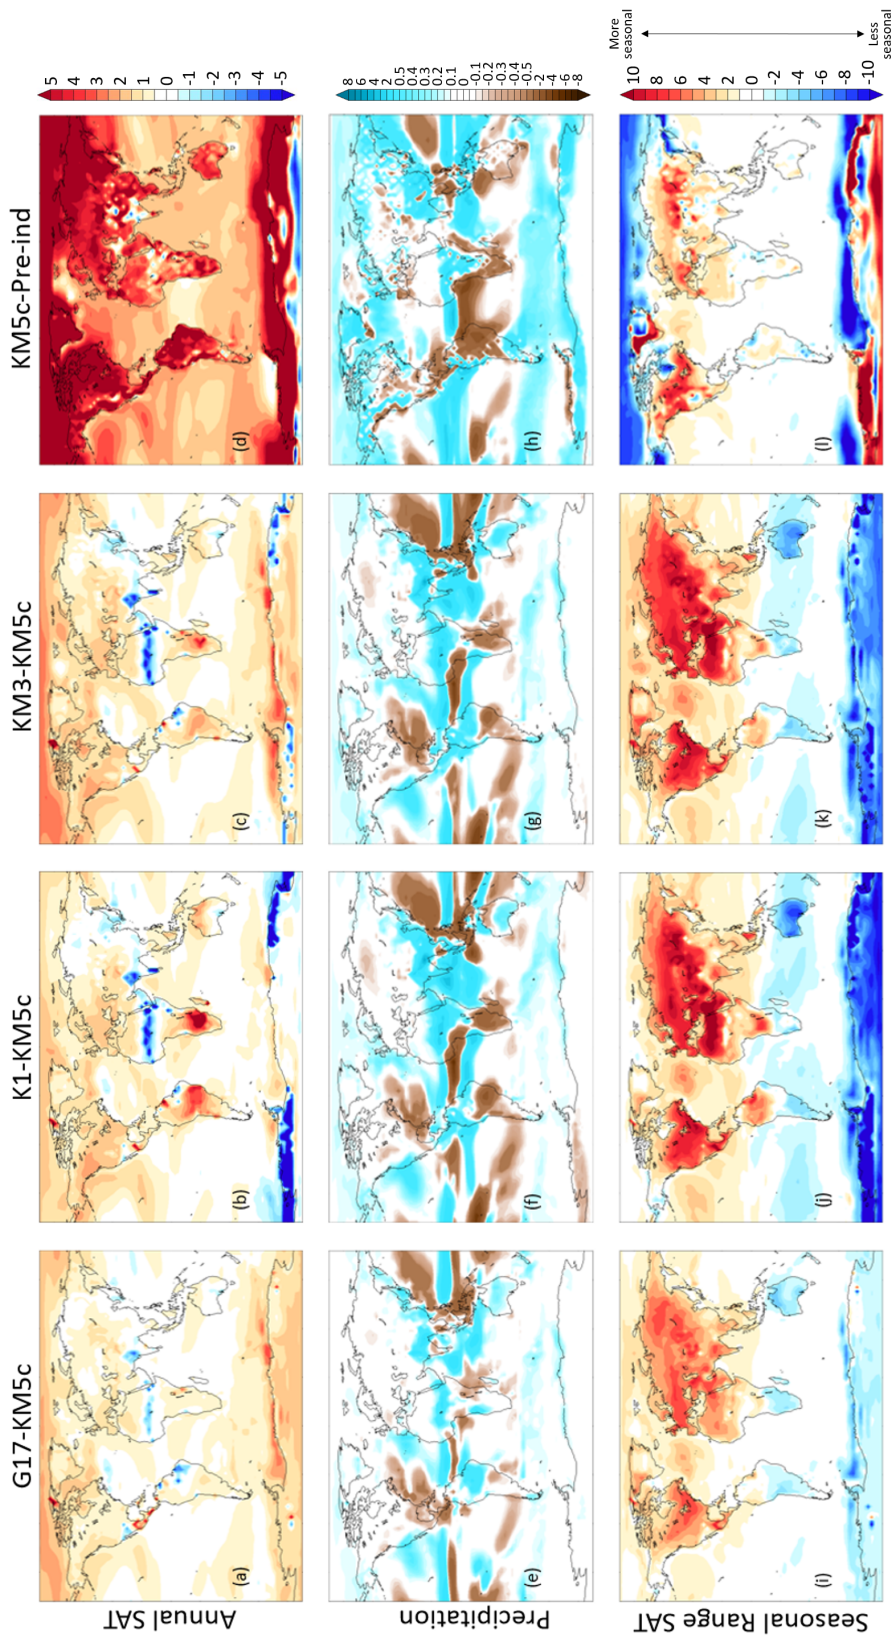 G17-KM5c
K1-KM5c
KM3-KM5c
KM5c-Pre-ind
Annual SAT
(a)
(b)
(c)
(d)
5
4
3
2
1
0
-1
-2
-3
-4
-5
Precipitation
(e)
(f)
(g)
(h)
8
6
4
2
0.5
0.4
0.3
0.2
0.1
0
-0.1
-0.2
-0.3
-0.4
-0.5
-2
-4
-6
-8
Seasonal Range SAT
(i)
(j)
(k)
(l)
More
seasonal
10
8
6
4
2
0
-2
-4
-6
-8
-10
Less
seasonal